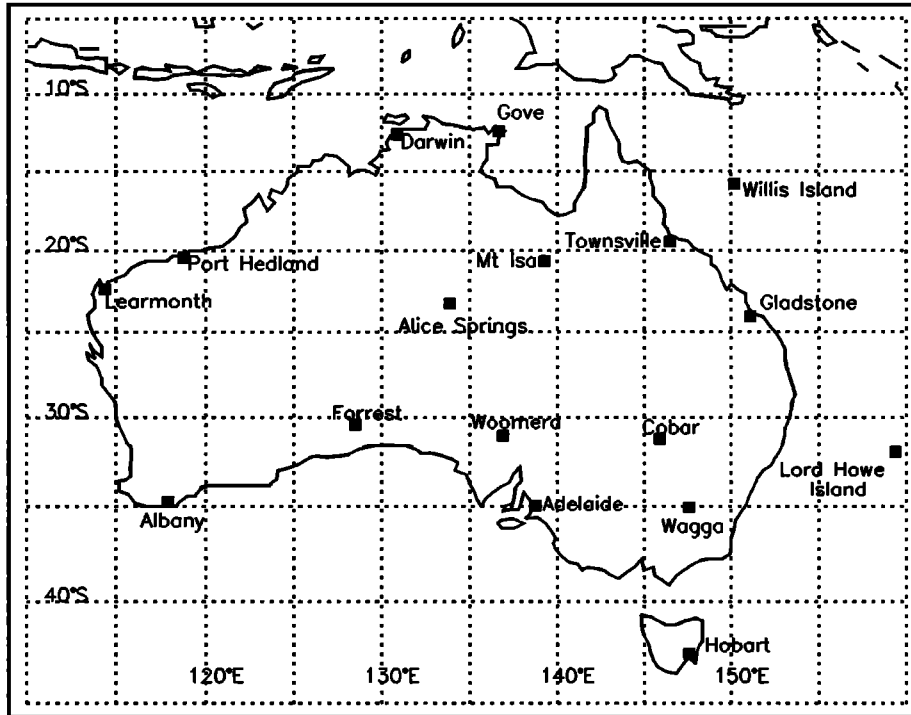 10°S
Gove
Darwin
Willis Island
20°S
Townsville
Port Hedland
Mt Isa
Learmonth
Gladstone
Alice Springs
30°S
Forrest
Woomera
Cobar
Lord Howe
Island
Albany
Adelaide
Wagga
40°S
Hobart
120°E
130°E
140°E
150°E